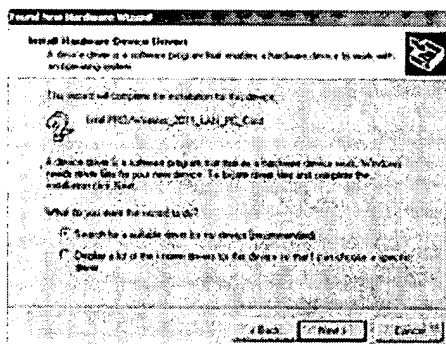 Found New Hardware Wizard
Install Hardware Device Drivers
A device driver is a software program that enables a hardware device to work with
an operating system.
This wizard will complete the installation for this device:
Intel PRO/Wireless_2011_LAN_PC_Card
A device driver is a software program that makes a hardware device work. Windows
needs driver files for your new device. To locate driver files and complete the
installation click Next.
What do you want the wizard to do?
Search for a suitable driver for my device (recommended)
Display a list of the known drivers for this device so that I can choose a specific
driver
< Back
Next >
Cancel